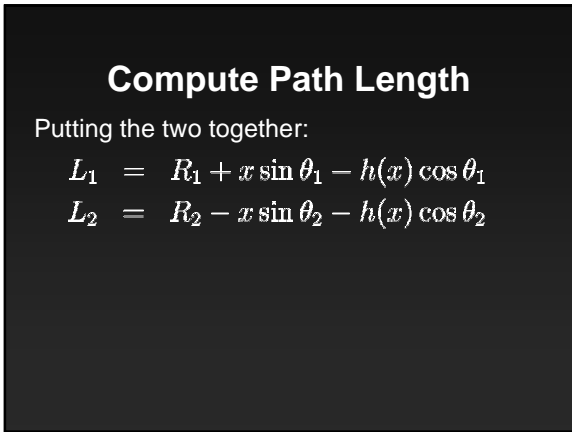 Compute Path Length
Putting the two together:
L₁ = R₁ + x sin θ₁ − h(x) cos θ₁
L₂ = R₂ − x sin θ₂ − h(x) cos θ₂